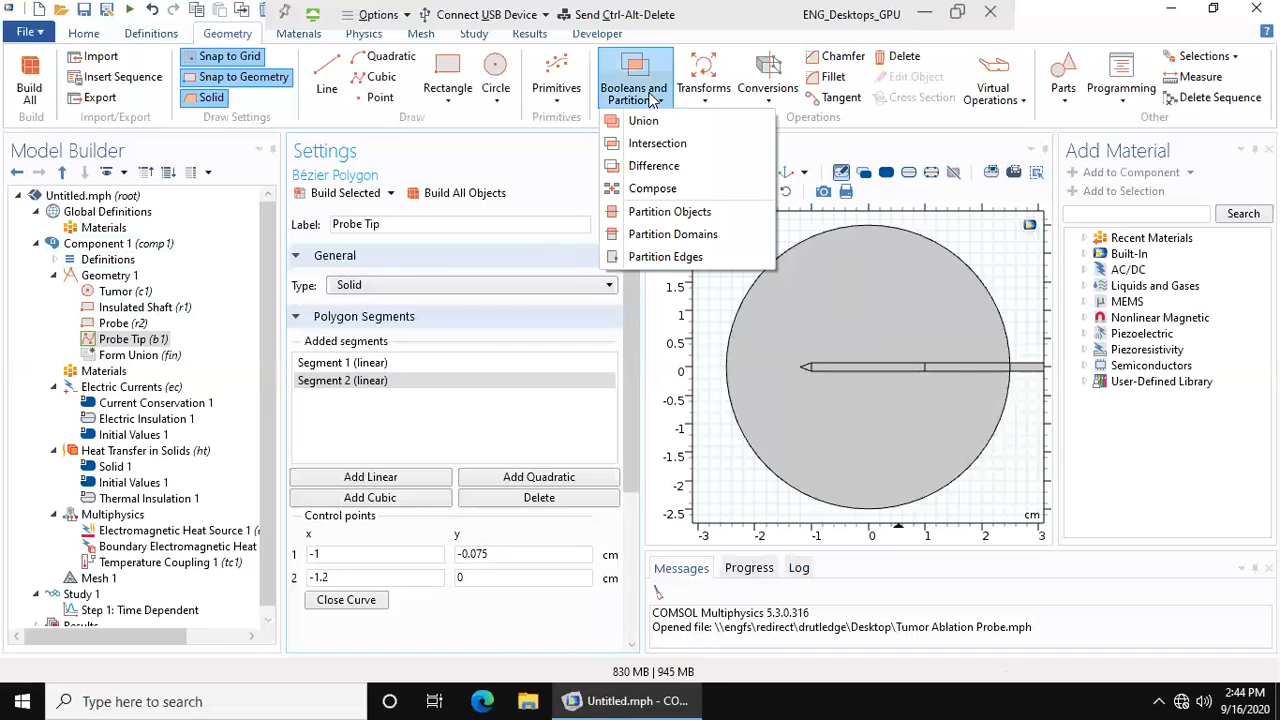 Options
Connect USB Device
Send Ctrl-Alt-Delete
ENG_Desktops_GPU
File
Home
Definitions
Geometry
Materials
Physics
Mesh
Study
Results
Developer
Build All
Import
Insert Sequence
Export
Snap to Grid
Snap to Geometry
Solid
Line
Quadratic
Cubic
Point
Rectangle
Circle
Primitives
Booleans and Partitions
Transforms
Conversions
Chamfer
Fillet
Tangent
Delete
Edit Object
Cross Section
Virtual Operations
Parts
Programming
Selections
Measure
Delete Sequence
Build
Import/Export
Draw Settings
Draw
Primitives
Operations
Other
Union
Intersection
Difference
Compose
Partition Objects
Partition Domains
Partition Edges
Model Builder
Untitled.mph (root)
Global Definitions
Materials
Component 1 (comp1)
Definitions
Geometry 1
Tumor (c1)
Insulated Shaft (r1)
Probe (r2)
Probe Tip (b1)
Form Union (fin)
Materials
Electric Currents (ec)
Current Conservation 1
Electric Insulation 1
Initial Values 1
Heat Transfer in Solids (ht)
Solid 1
Initial Values 1
Thermal Insulation 1
Multiphysics
Electromagnetic Heat Source 1 (
Boundary Electromagnetic Heat
Temperature Coupling 1 (tc1)
Mesh 1
Study 1
Step 1: Time Dependent
Results
Settings
Bézier Polygon
Build Selected
Build All Objects
Label: Probe Tip
General
Type: Solid
Polygon Segments
Added segments
Segment 1 (linear)
Segment 2 (linear)
Add Linear
Add Quadratic
Add Cubic
Delete
Control points
x y
1 -1 -0.075 cm
2 -1.2 0 cm
Close Curve
1.5
1
0.5
0
-0.5
-1
-1.5
-2
-2.5
cm
-3 -2 -1 0 1 2 3
Messages
Progress
Log
COMSOL Multiphysics 5.3.0.316
Opened file: \\engfs\redirect\drutledge\Desktop\Tumor Ablation Probe.mph
Add Material
Add to Component
Add to Selection
Search
Recent Materials
Built-In
AC/DC
Liquids and Gases
MEMS
Nonlinear Magnetic
Piezoelectric
Piezoresistivity
Semiconductors
User-Defined Library
830 MB | 945 MB
Type here to search
Untitled.mph - CO...
2:44 PM
9/16/2020